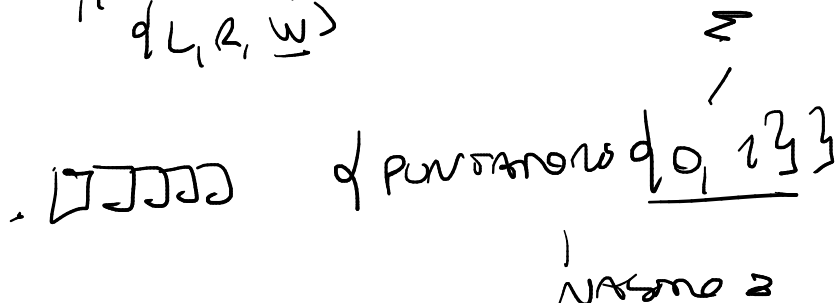 {L, R, W}
Σ
{PUNTATORE {0, 1}}
NASTRO 2